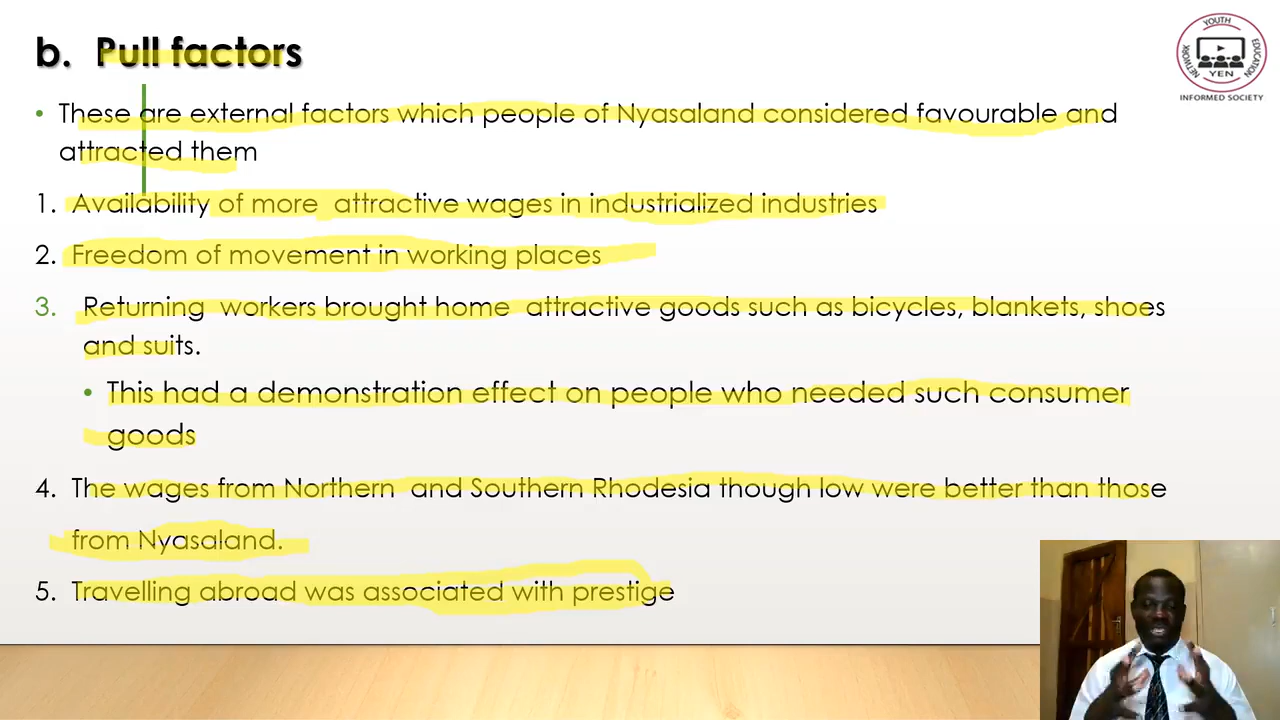 b. Pull factors
• These are external factors which people of Nyasaland considered favourable and
attracted them
1. Availability of more attractive wages in industrialized industries
2. Freedom of movement in working places
3. Returning workers brought home attractive goods such as bicycles, blankets, shoes
and suits.
• This had a demonstration effect on people who needed such consumer
goods
4. The wages from Northern and Southern Rhodesia though low were better than those
from Nyasaland.
5. Travelling abroad was associated with prestige
YOUTH
EDUCATION
NETWORK
YEN
INFORMED SOCIETY